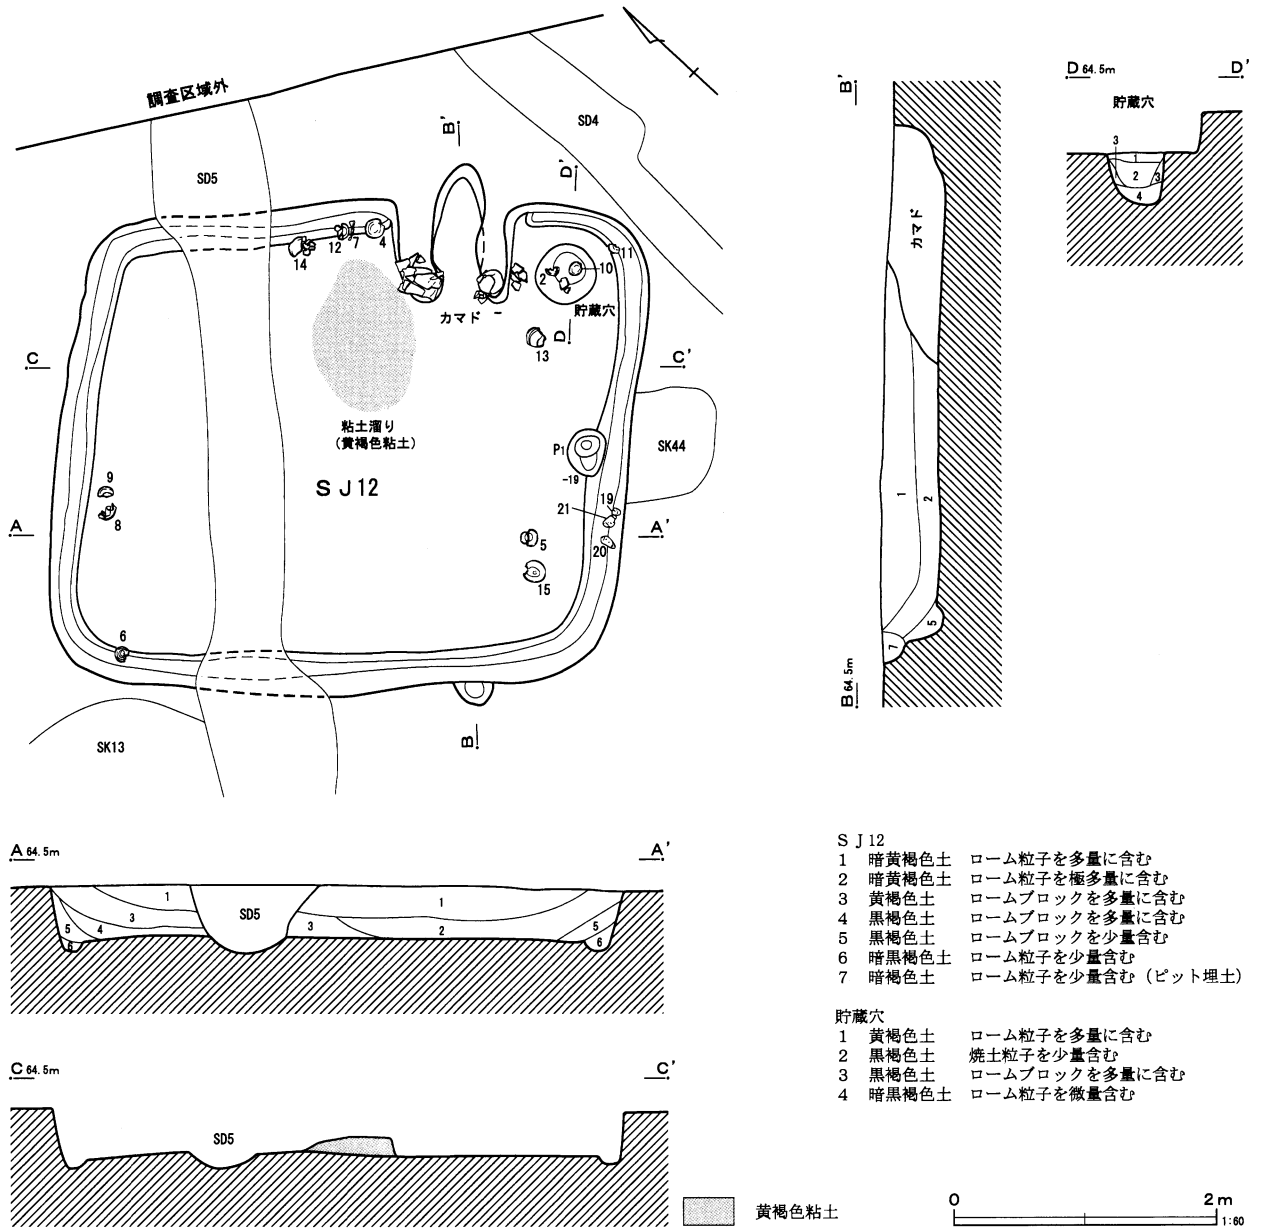 調査区域外
SD5
SD4
B'
D'
12 7 4
14
11
2
10
カマド
貯蔵穴
D
13
C
C'
粘土溜り
(黄褐色粘土)
P1
-19
SK44
SJ12
9
8
A
A'
19
21
20
5
15
6
SK13
B
B'
カマド
1
2
5
7
B 64.5m
D 64.5m
D'
貯蔵穴
3
1
2
3
4
A 64.5m
A'
1
SD5
1
3
3
2
5
4
6
5
6
C 64.5m
C'
SD5
SJ12
1 暗黄褐色土 ローム粒子を多量に含む
2 暗黄褐色土 ローム粒子を極多量に含む
3 黄褐色土 ロームブロックを多量に含む
4 黒褐色土 ロームブロックを多量に含む
5 黒褐色土 ロームブロックを少量含む
6 暗黒褐色土 ローム粒子を少量含む
7 暗褐色土 ローム粒子を少量含む(ピット埋土)
貯蔵穴
1 黄褐色土 ローム粒子を多量に含む
2 黒褐色土 焼土粒子を少量含む
3 黒褐色土 ロームブロックを多量に含む
4 暗黒褐色土 ローム粒子を微量含む
黄褐色粘土
0 2m
1:60